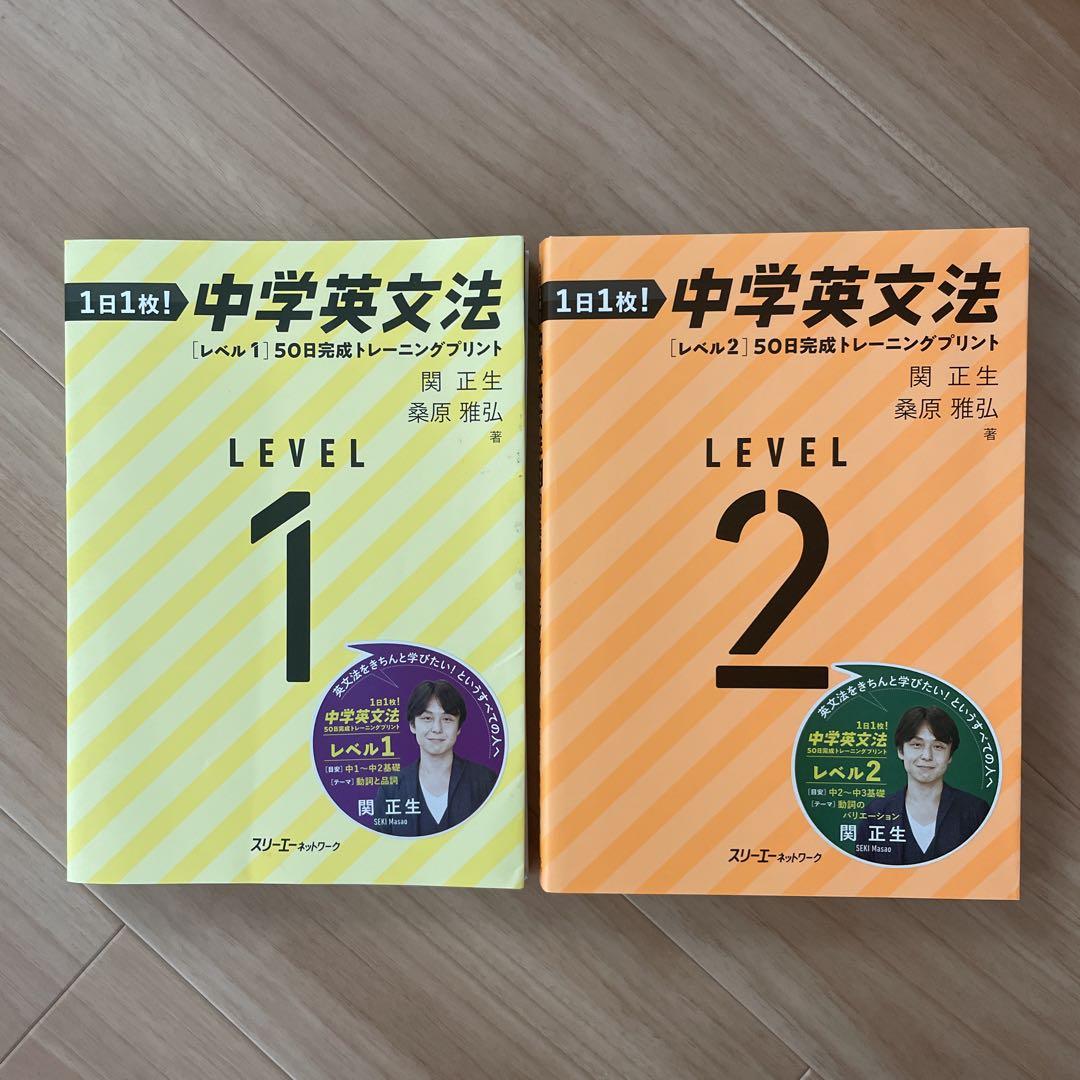 1日1枚!
中学英文法
[レベル1]50日完成トレーニングプリント
関 正生
桑原 雅弘
著
LEVEL
1
英文法をきちんと学びたい!というすべての人へ
1日1枚!
中学英文法
50日完成トレーニングプリント
レベル1
[目安]中1〜中2基礎
[テーマ]動詞と品詞
関 正生
SEKI Masao
スリーエーネットワーク
1日1枚!
中学英文法
[レベル2]50日完成トレーニングプリント
関 正生
桑原 雅弘
著
LEVEL
2
英文法をきちんと学びたい!というすべての人へ
1日1枚!
中学英文法
50日完成トレーニングプリント
レベル2
[目安]中2〜中3基礎
[テーマ]動詞の
バリエーション
関 正生
SEKI Masao
スリーエーネットワーク